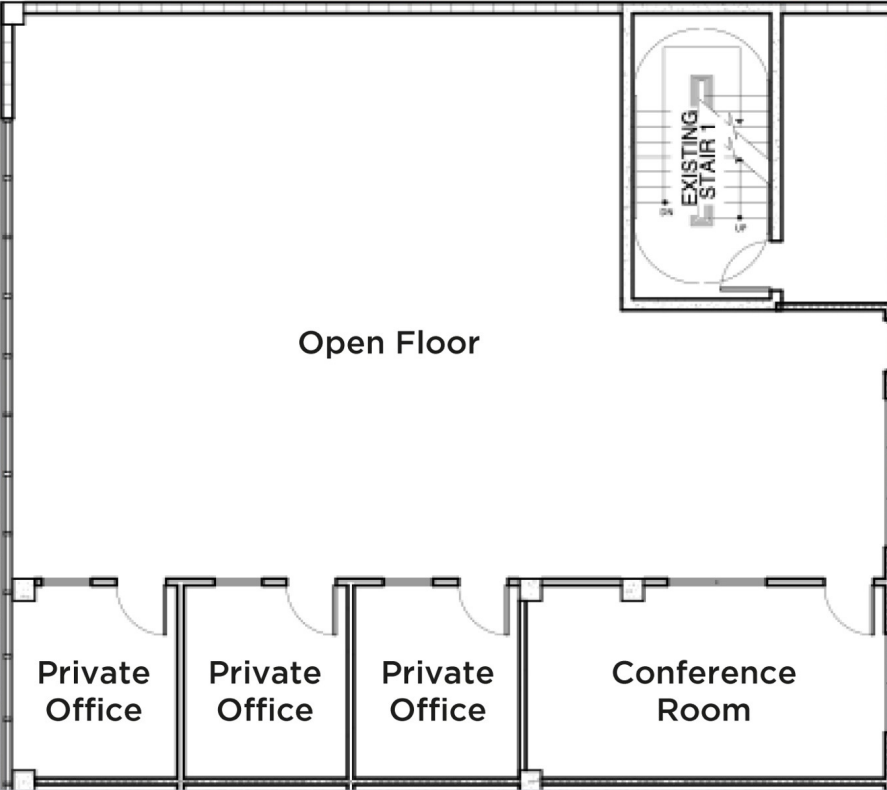 EXISTING
STAIR 1
DN
UP
Open Floor
Private
Office
Private
Office
Private
Office
Conference
Room